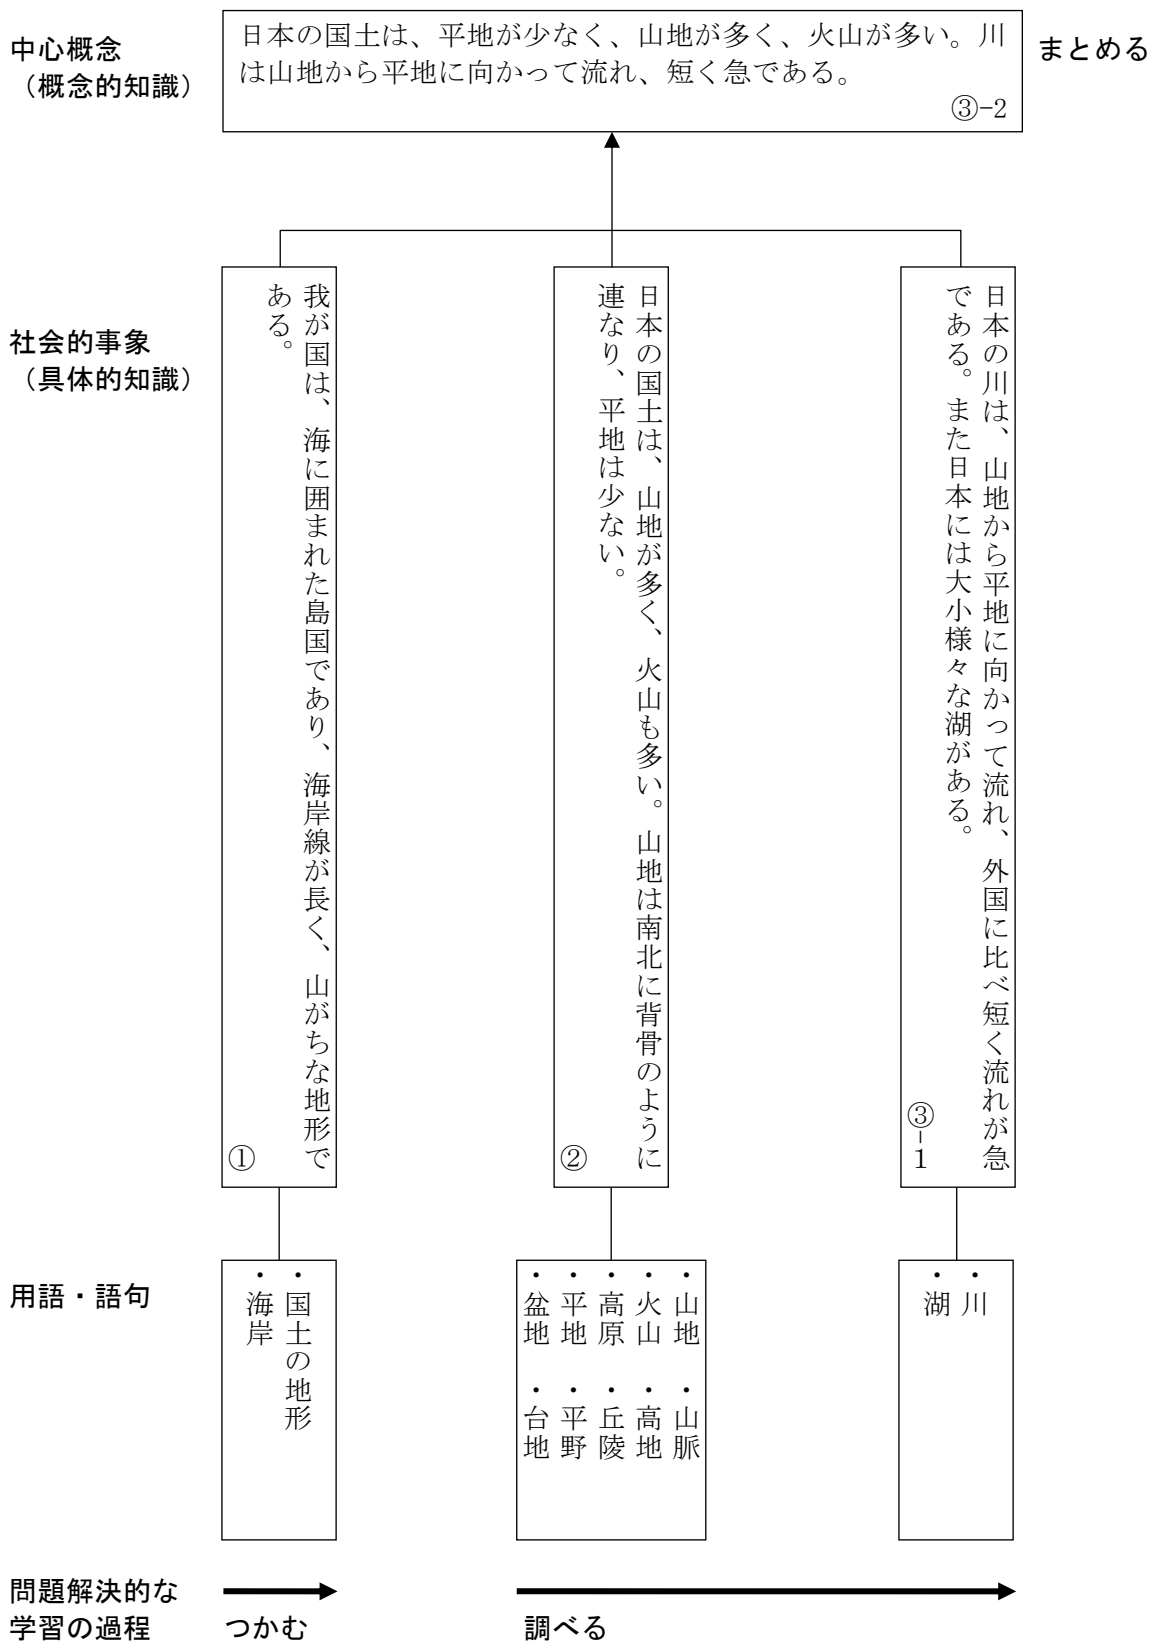 中心概念
（概念的知識）
日本の国土は、平地が少なく、山地が多く、火山が多い。川
は山地から平地に向かって流れ、短く急である。
③-2
まとめる
社会的事象
（具体的知識）
我が国は、海に囲まれた島国であり、海岸線が長く、山がちな地形で
ある。
①
日本の国土は、山地が多く、火山も多い。山地は南北に背骨のように
連なり、平地は少ない。
②
日本の川は、山地から平地に向かって流れ、外国に比べ短く流れが急
である。また日本には大小様々な湖がある。
③-1
用語・語句
・国土の地形
・海岸
・山地　・山脈
・火山　・高地
・高原　・丘陵
・平地　・平野
・盆地　・台地
・川
・湖
問題解決的な
学習の過程
つかむ
調べる